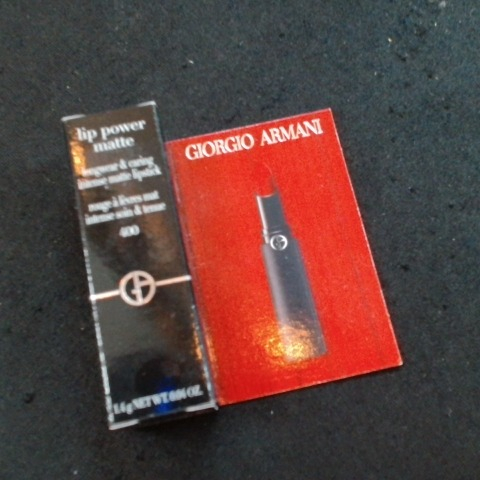 lip power
matte
longwear & caring
intense matte lipstick
rouge à lèvres mat
intense soin & tenue
400
1.4 g NET WT. 0.04 OZ.
GIORGIO ARMANI